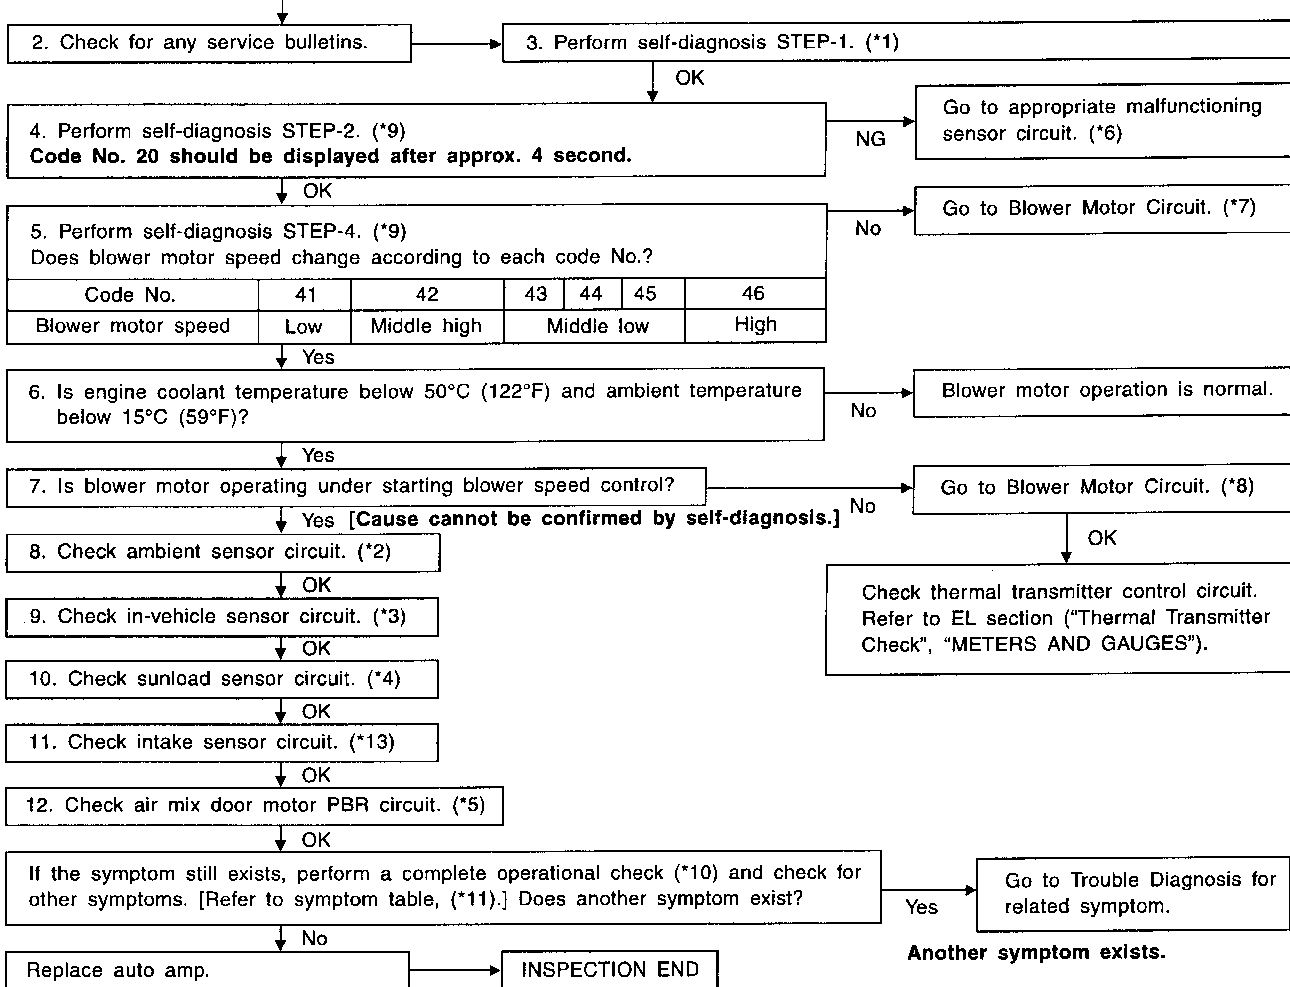 2. Check for any service bulletins.
3. Perform self-diagnosis STEP-1. (*1)
OK
4. Perform self-diagnosis STEP-2. (*9)
Code No. 20 should be displayed after approx. 4 second.
NG
Go to appropriate malfunctioning
sensor circuit. (*6)
OK
5. Perform self-diagnosis STEP-4. (*9)
Does blower motor speed change according to each code No.?
No
Go to Blower Motor Circuit. (*7)
Code No. 41 42 43 44 45 46
Blower motor speed Low Middle high Middle low High
Yes
6. Is engine coolant temperature below 50°C (122°F) and ambient temperature
below 15°C (59°F)?
No
Blower motor operation is normal.
Yes
7. Is blower motor operating under starting blower speed control?
No
Go to Blower Motor Circuit. (*8)
Yes [Cause cannot be confirmed by self-diagnosis.]
OK
Check thermal transmitter control circuit.
Refer to EL section ("Thermal Transmitter
Check", "METERS AND GAUGES").
8. Check ambient sensor circuit. (*2)
OK
9. Check in-vehicle sensor circuit. (*3)
OK
10. Check sunload sensor circuit. (*4)
OK
11. Check intake sensor circuit. (*13)
OK
12. Check air mix door motor PBR circuit. (*5)
OK
If the symptom still exists, perform a complete operational check (*10) and check for
other symptoms. [Refer to symptom table, (*11).] Does another symptom exist?
Yes
Go to Trouble Diagnosis for
related symptom.
Another symptom exists.
No
Replace auto amp.
INSPECTION END